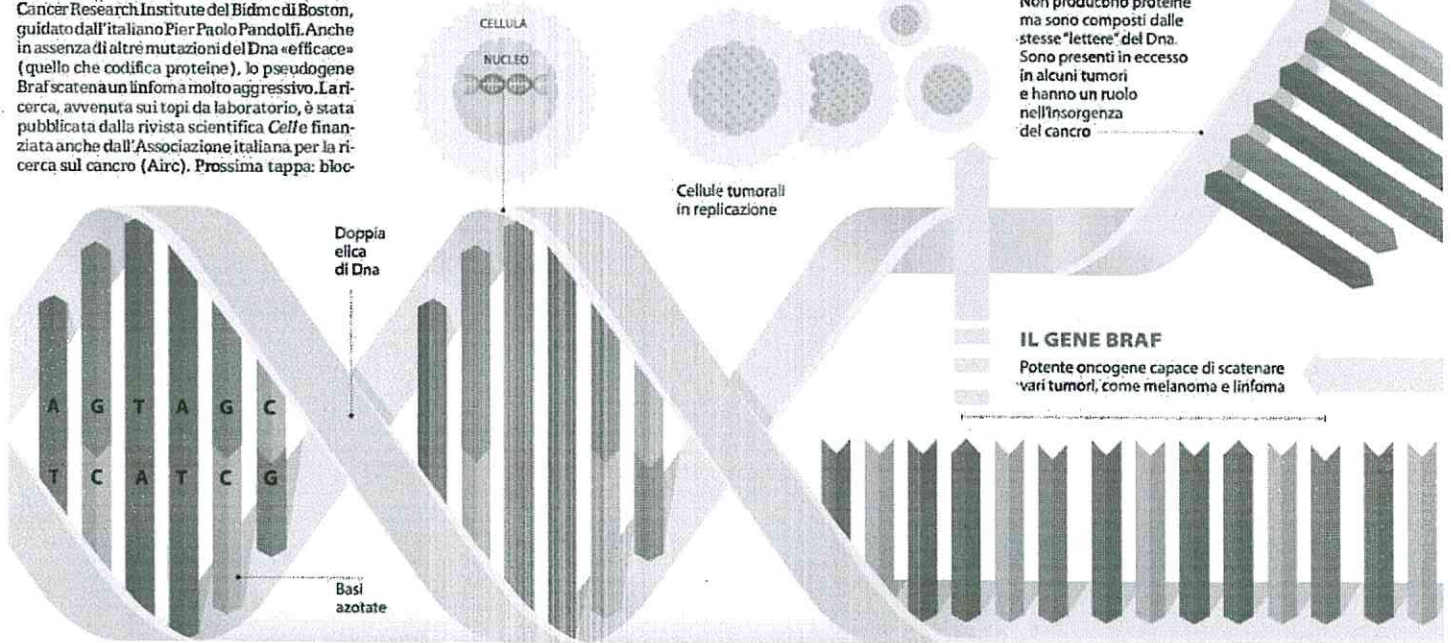 Cancer Research Institute del Bidmc di Boston,
guidato dall'italiano Pier Paolo Pandolfi. Anche
in assenza di altre mutazioni del Dna «efficace»
(quello che codifica proteine), lo pseudogene
Braf scatena un linfoma molto aggressivo. La ri-
cerca, avvenuta sui topi da laboratorio, è stata
pubblicata dalla rivista scientifica Cell e finan-
ziata anche dall'Associazione italiana per la ri-
cerca sul cancro (Airc). Prossima tappa: bloc-
CELLULA
NUCLEO
Cellule tumorali
in replicazione
Non producono proteine
ma sono composti dalle
stesse "lettere" del Dna.
Sono presenti in eccesso
in alcuni tumori
e hanno un ruolo
nell'insorgenza
del cancro
Doppia
elica
di Dna
IL GENE BRAF
Potente oncogene capace di scatenare
vari tumori, come melanoma e linfoma
A G T A G C
T C A T C G
Basi
azotate